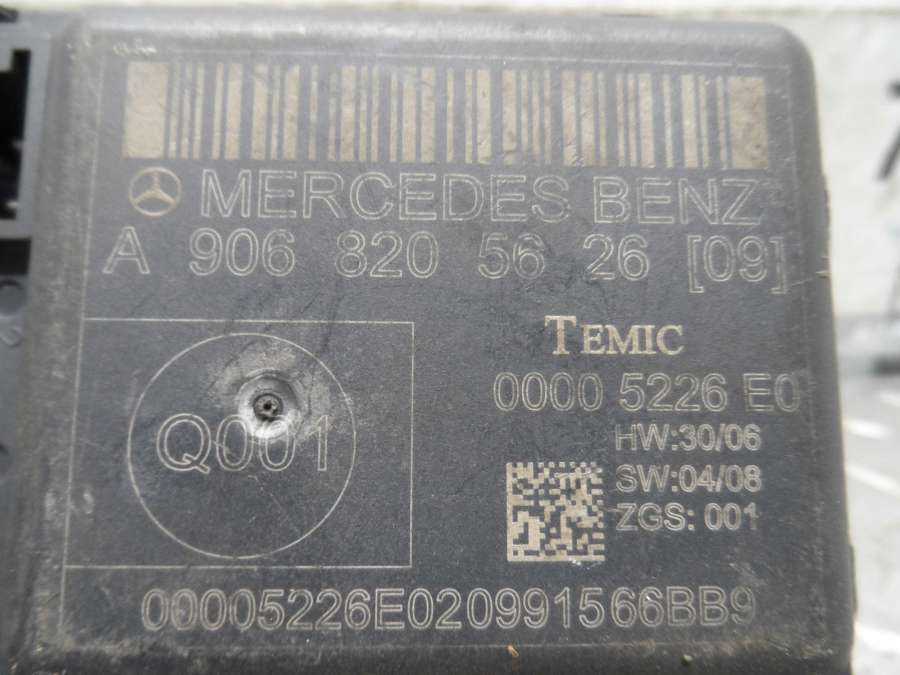 MERCEDES BENZ
A 906 820 56 26 [09]
TEMIC
0000 5226 E0
HW:30/06
SW:04/08
ZGS: 001
Q001
00005226E020991566BB9